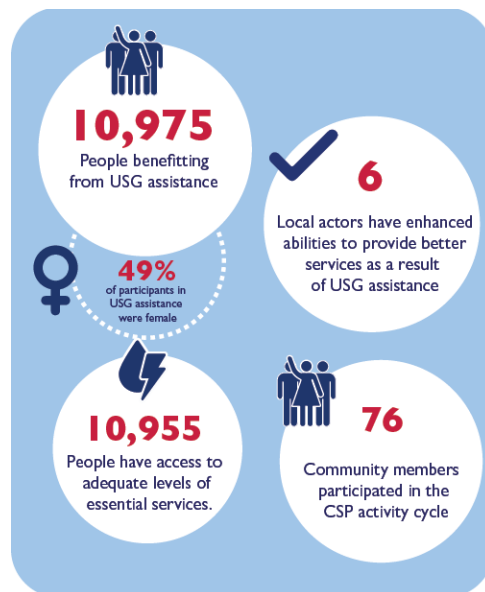 10,975
People benefitting
from USG assistance
6
Local actors have enhanced
abilities to provide better
services as a result
of USG assistance
49%
of participants in
USG assistance
were female
10,955
People have access to
adequate levels of
essential services.
76
Community members
participated in the
CSP activity cycle